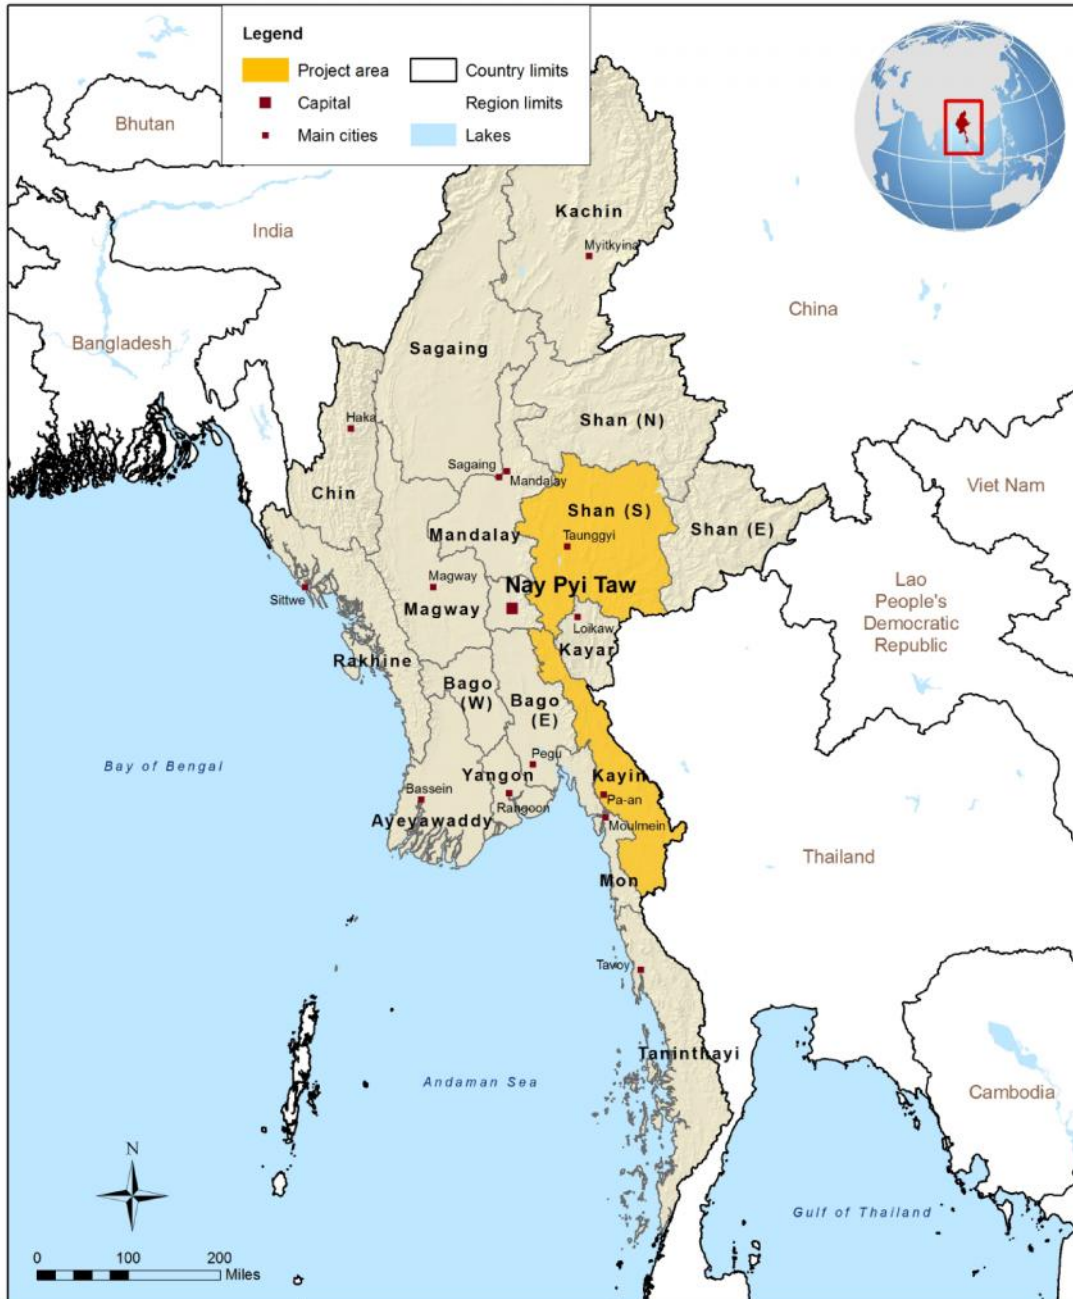 Legend
Project area
Country limits
Capital
Region limits
Main cities
Lakes
Bhutan
India
Bangladesh
China
Viet Nam
Lao
People's
Democratic
Republic
Thailand
Cambodia
Kachin
Myitkyina
Sagaing
Shan (N)
Haka
Sagaing
Mandalay
Chin
Shan (S)
Shan (E)
Mandalay
Taunggyi
Magway
Nay Pyi Taw
Sittwe
Magway
Loikaw
Kayar
Rakhine
Bago
(W)
Bago
(E)
Bay of Bengal
Pegu
Yangon
Kayin
Bassein
Rangoon
Pa-an
Ayeyawaddy
Moulmein
Mon
Tavoy
Taninthayi
Andaman Sea
Gulf of Thailand
N
0 100 200
Miles